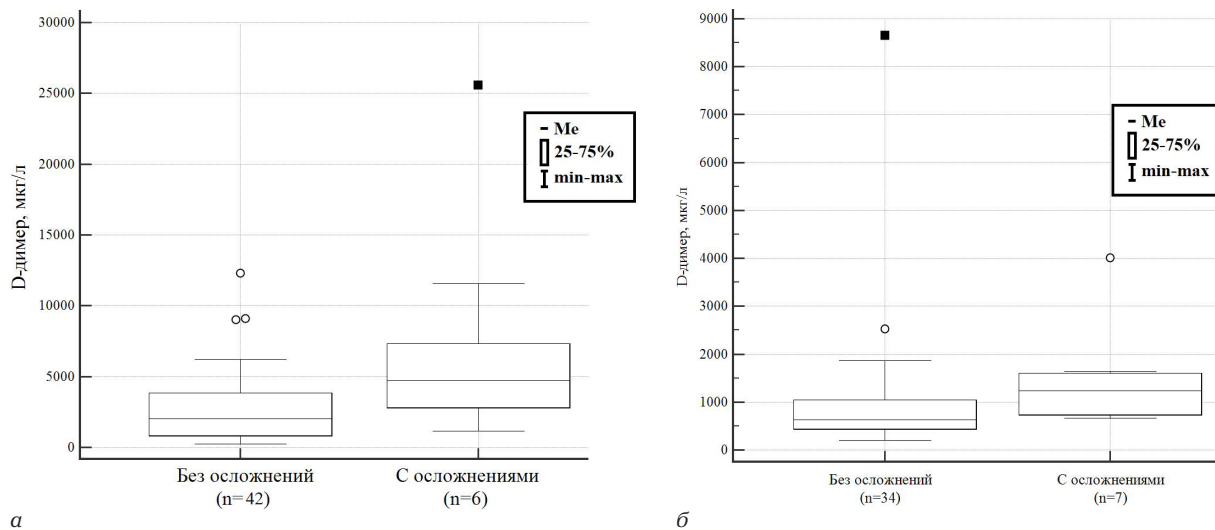 30000
25000
20000
15000
10000
5000
0
D-димер, мкг/л
- Me
25-75%
min-max
Без осложнений
(n=42)
С осложнениями
(n=6)
а
9000
8000
7000
6000
5000
4000
3000
2000
1000
0
D-димер, мкг/л
- Me
25-75%
min-max
Без осложнений
(n=34)
С осложнениями
(n=7)
б